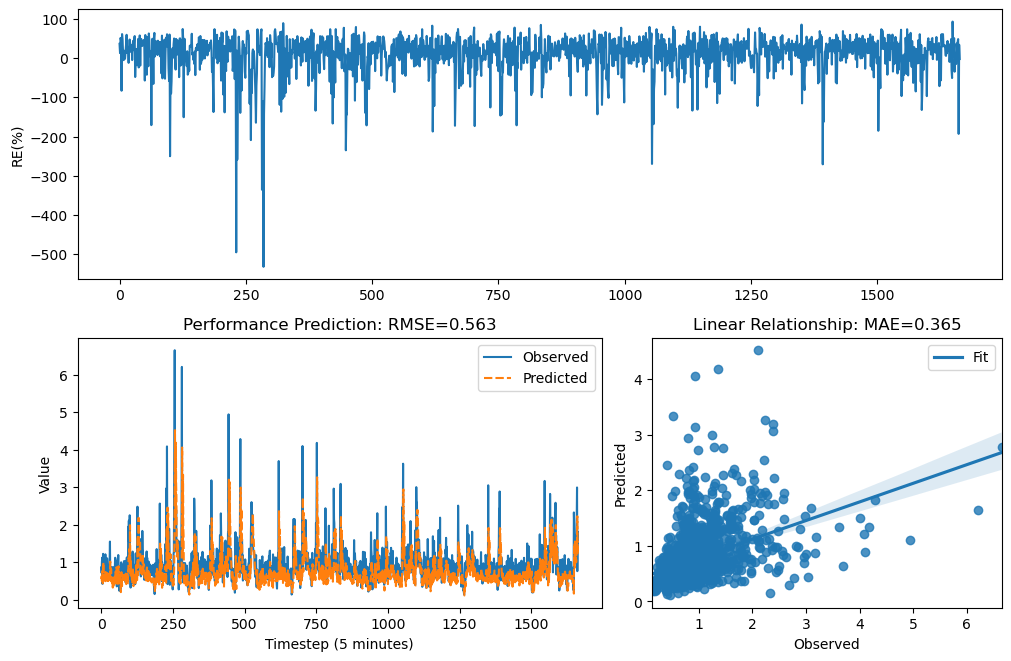 100
0
−100
−200
−300
−400
−500
RE(%)
0 250 500 750 1000 1250 1500
Performance Prediction: RMSE=0.563
Observed
Predicted
6
5
4
3
2
1
0
Value
0 250 500 750 1000 1250 1500
Timestep (5 minutes)
Linear Relationship: MAE=0.365
Fit
4
3
2
1
0
Predicted
1 2 3 4 5 6
Observed